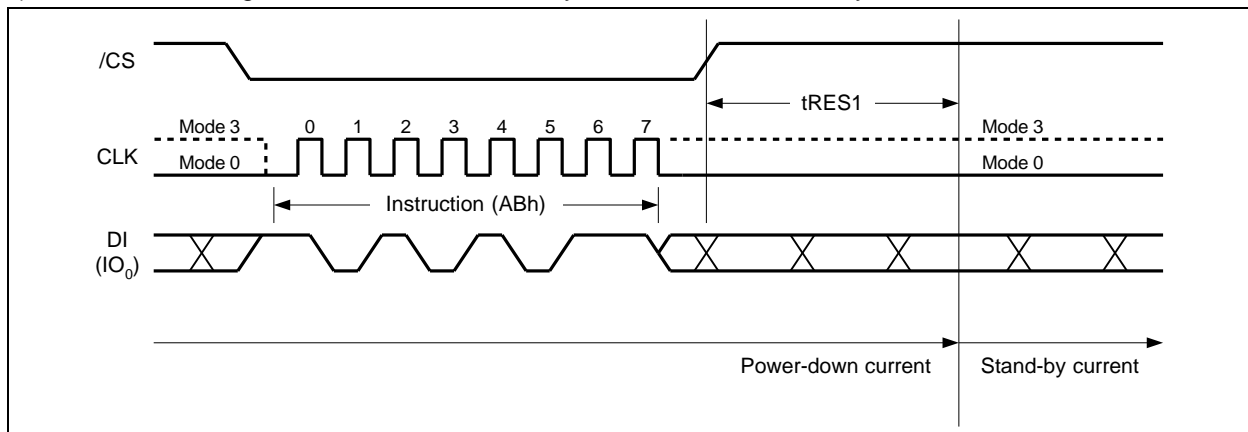 /CS
tRES1
Mode 3 0 1 2 3 4 5 6 7 Mode 3
CLK
Mode 0 Mode 0
Instruction (ABh)
DI
(IO0)
Power-down current Stand-by current